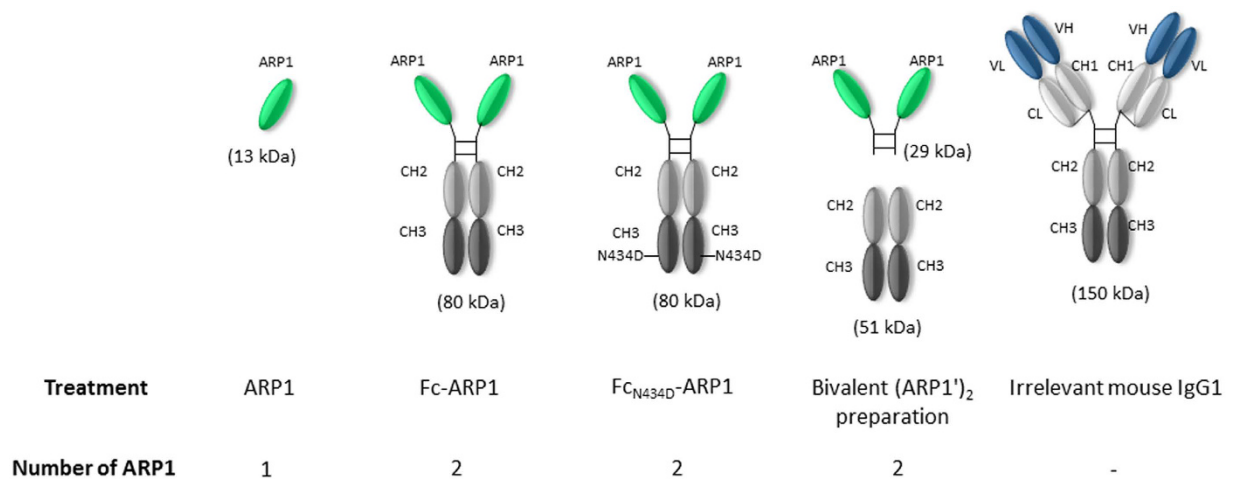 ARP1
(13 kDa)
ARP1 ARP1
CH2 CH2
CH3 CH3
(80 kDa)
ARP1 ARP1
CH2 CH2
CH3 CH3
N434D N434D
(80 kDa)
ARP1 ARP1
(29 kDa)
CH2 CH2
CH3 CH3
(51 kDa)
VH VH
VL CH1 CH1 VL
CL CL
CH2 CH2
CH3 CH3
(150 kDa)
Treatment ARP1 Fc-ARP1 FcN434D-ARP1 Bivalent (ARP1')2 Irrelevant mouse IgG1
preparation
Number of ARP1 1 2 2 2 -